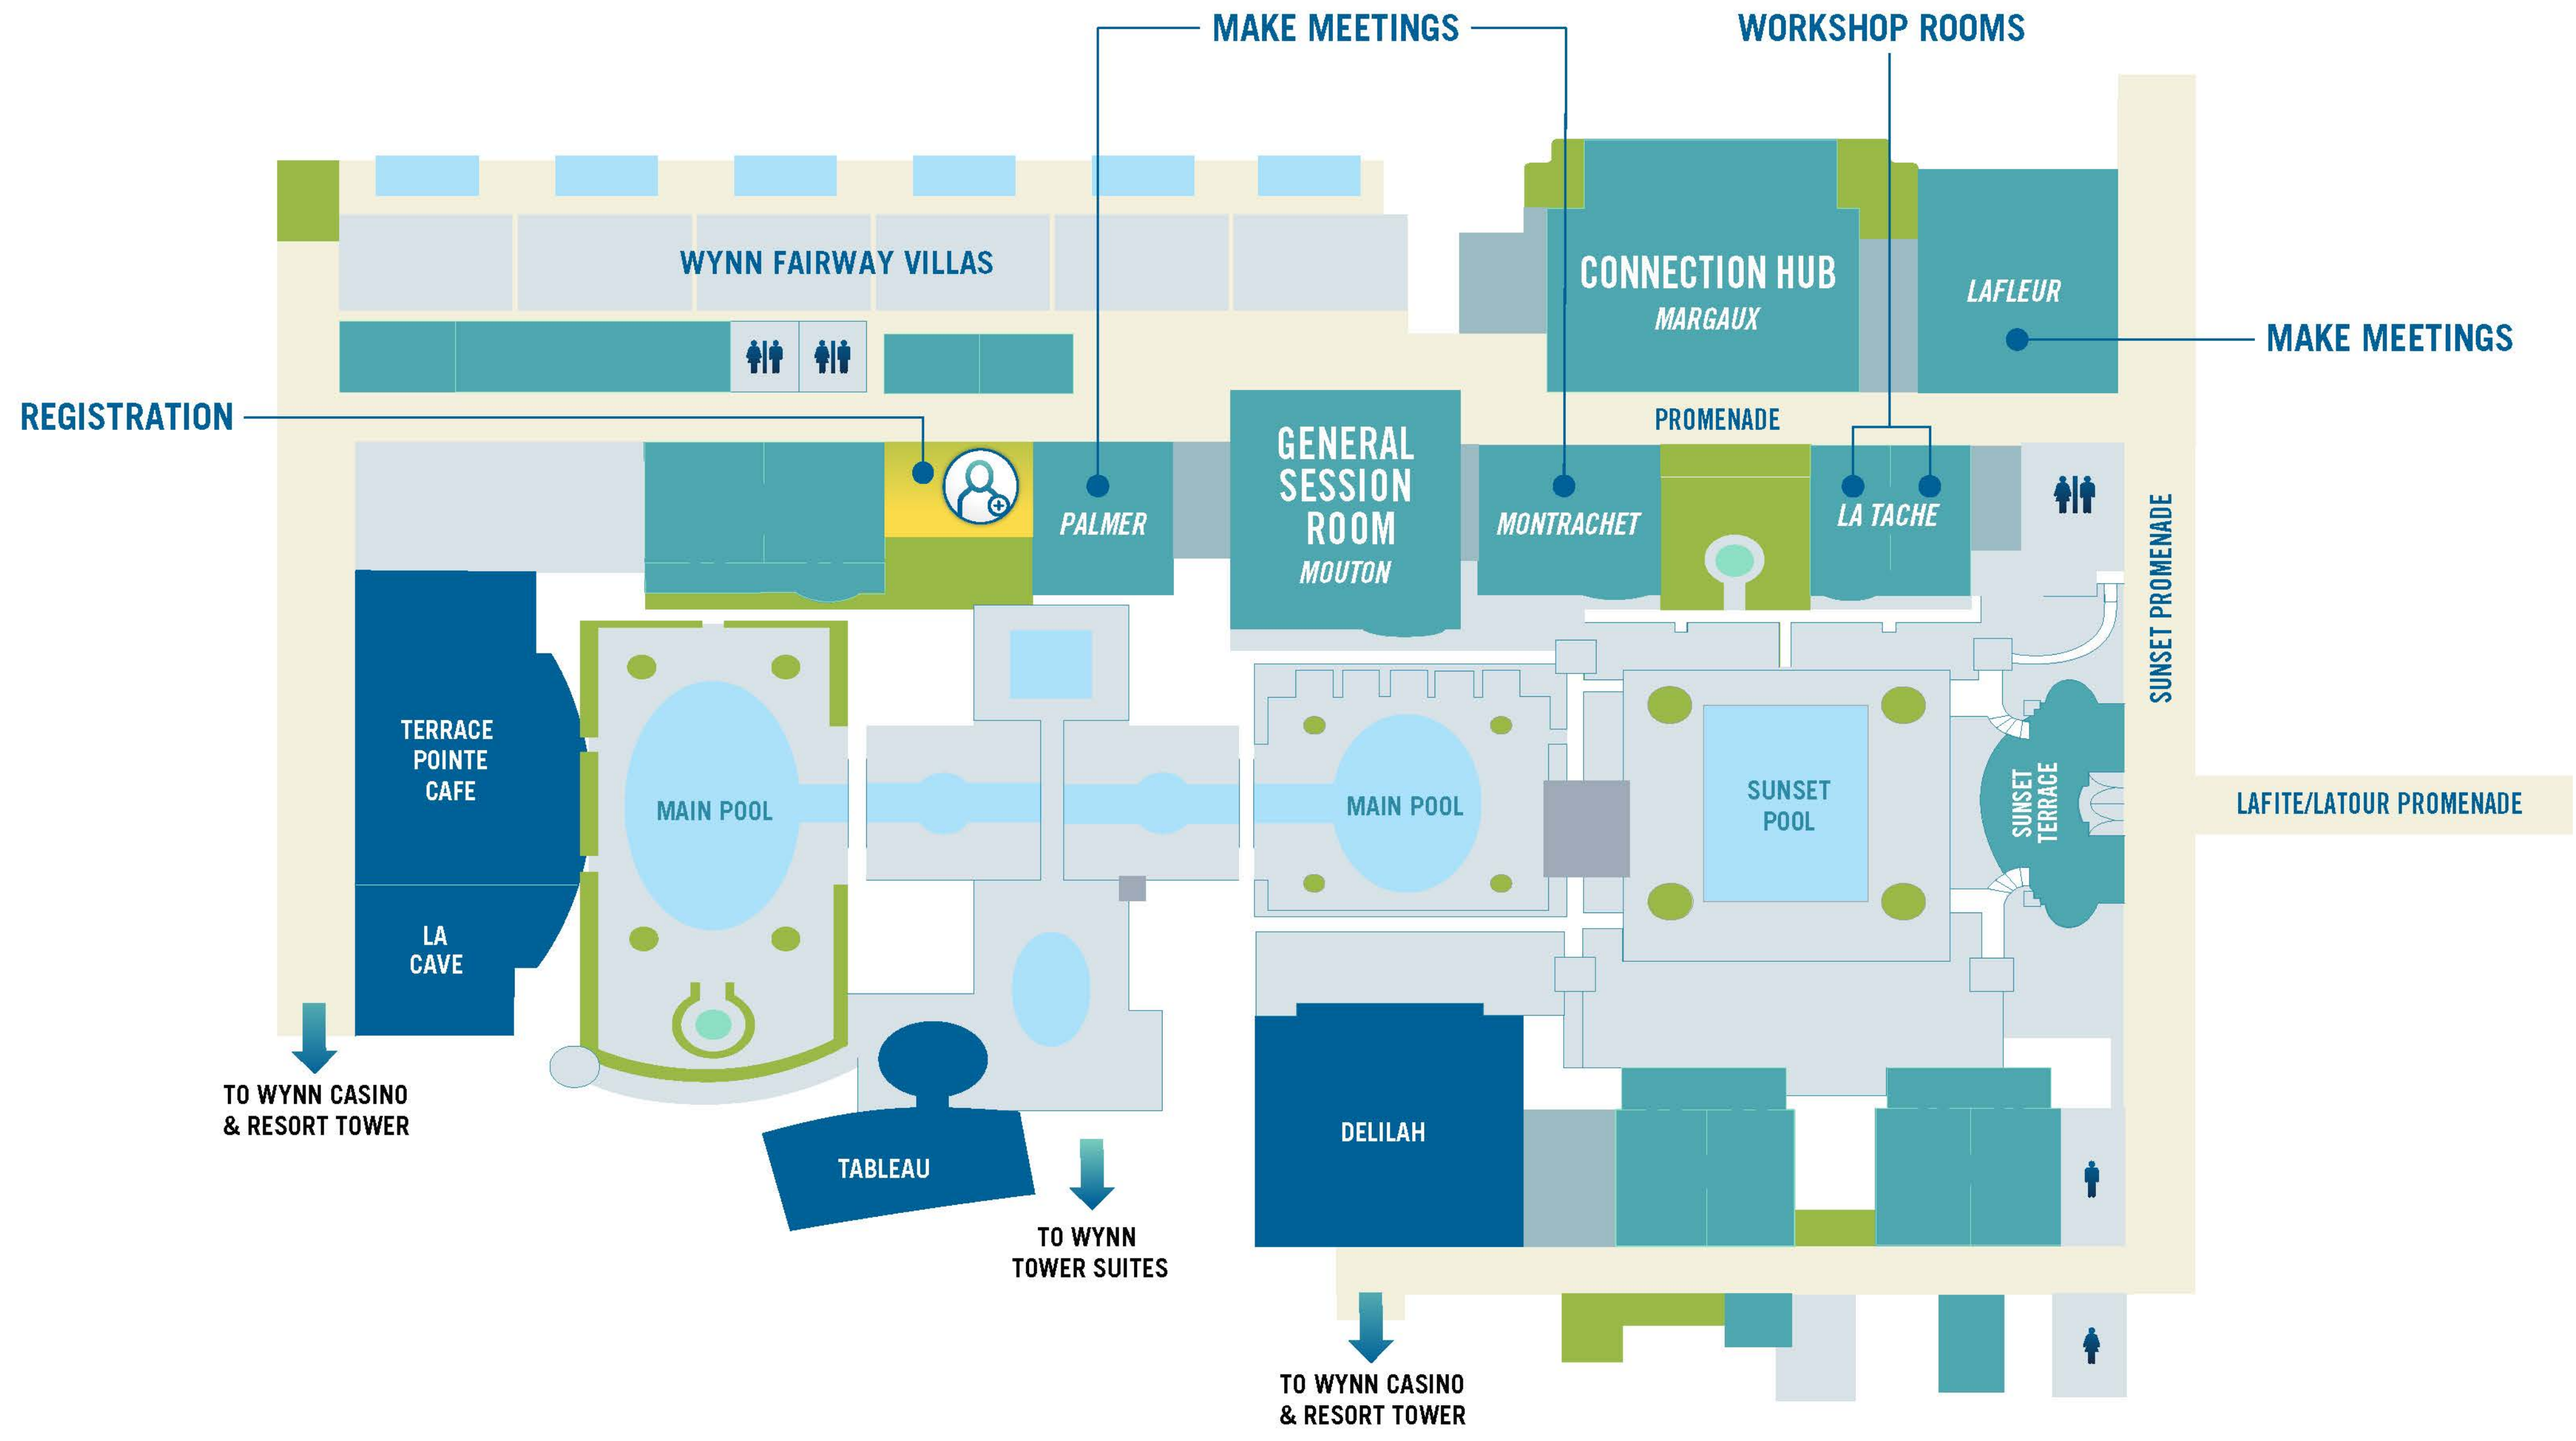 MAKE MEETINGS
WORKSHOP ROOMS
WYNN FAIRWAY VILLAS
CONNECTION HUB
MARGAUX
LAFLEUR
MAKE MEETINGS
REGISTRATION
PROMENADE
PALMER
GENERAL
SESSION
ROOM
MOUTON
MONTRACHET
LA TACHE
SUNSET PROMENADE
TERRACE
POINTE
CAFE
MAIN POOL
MAIN POOL
SUNSET
POOL
SUNSET
TERRACE
LAFITE/LATOUR PROMENADE
LA
CAVE
TO WYNN CASINO
& RESORT TOWER
TABLEAU
DELILAH
TO WYNN
TOWER SUITES
TO WYNN CASINO
& RESORT TOWER